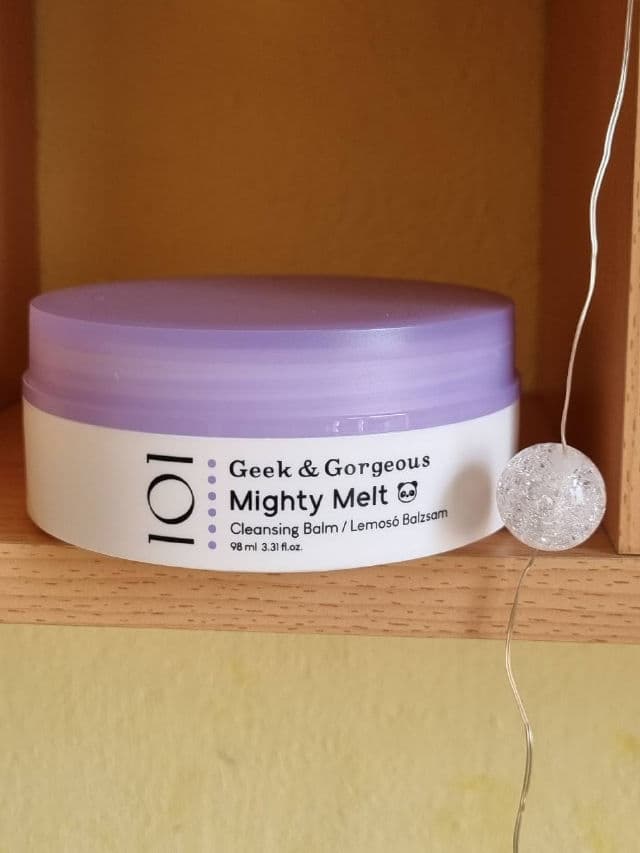 101
Geek & Gorgeous
Mighty Melt
Cleansing Balm / Lemosó Balzsam
98 ml 3.31 fl.oz.